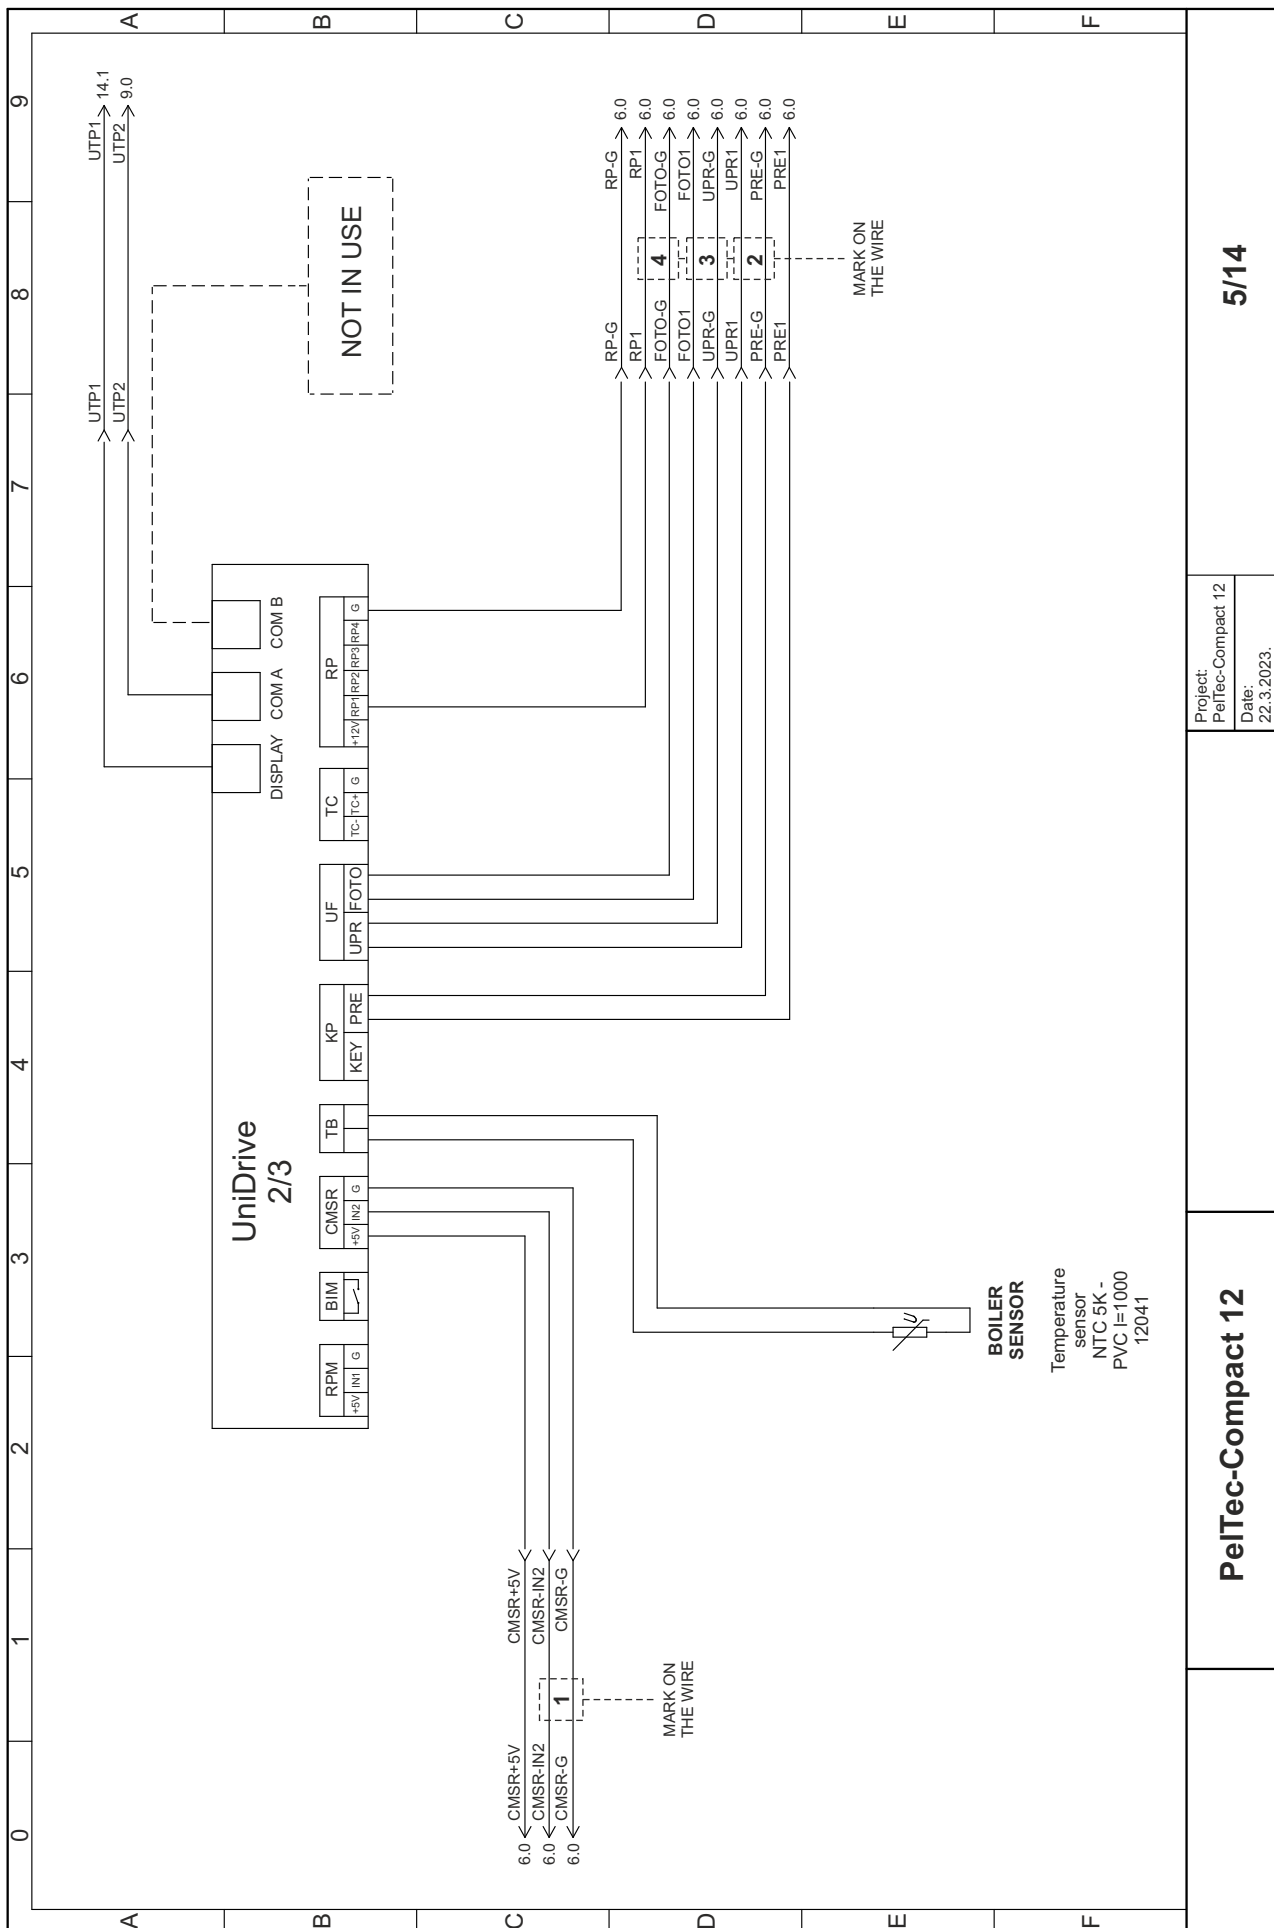 0 1 2 3 4 5 6 7 8 9
A
B
C
D
E
F
A
B
C
D
E
F
UTP1
UTP1
14.1
UTP2
UTP2
9.0
UniDrive
2/3
DISPLAY
COM A
COM B
NOT IN USE
RPM
+5V IN1 G
BIM
CMSR
+5V IN2 G
TB
KP
KEY PRE
UF
UPR FOTO
TC
TC- TC+ G
RP
+12V RP1 RP2 RP3 RP4 G
6.0 CMSR+5V CMSR+5V
6.0 CMSR-IN2 CMSR-IN2
6.0 CMSR-G CMSR-G
1
MARK ON
THE WIRE
RP-G RP-G 6.0
RP1 RP1 6.0
FOTO-G FOTO-G 6.0
FOTO1 FOTO1 6.0
UPR-G UPR-G 6.0
UPR1 UPR1 6.0
PRE-G PRE-G 6.0
PRE1 PRE1 6.0
4
3
2
MARK ON
THE WIRE
U
BOILER
SENSOR
Temperature
sensor
NTC 5K -
PVC l=1000
12041
PelTec-Compact 12
Project:
PelTec-Compact 12
Date:
22.3.2023.
5/14